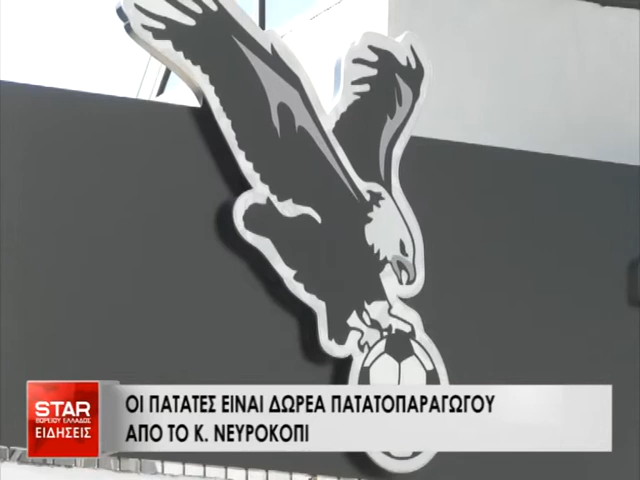 ΟΙ ΠΑΤΑΤΕΣ ΕΙΝΑΙ ΔΩΡΕΑ ΠΑΤΑΤΟΠΑΡΑΓΩΓΟΥ
ΑΠΟ ΤΟ Κ. ΝΕΥΡΟΚΟΠΙ
STAR
ΒΟΡΕΙΟΥ ΕΛΛΑΔΟΣ
ΕΙΔΗΣΕΙΣ